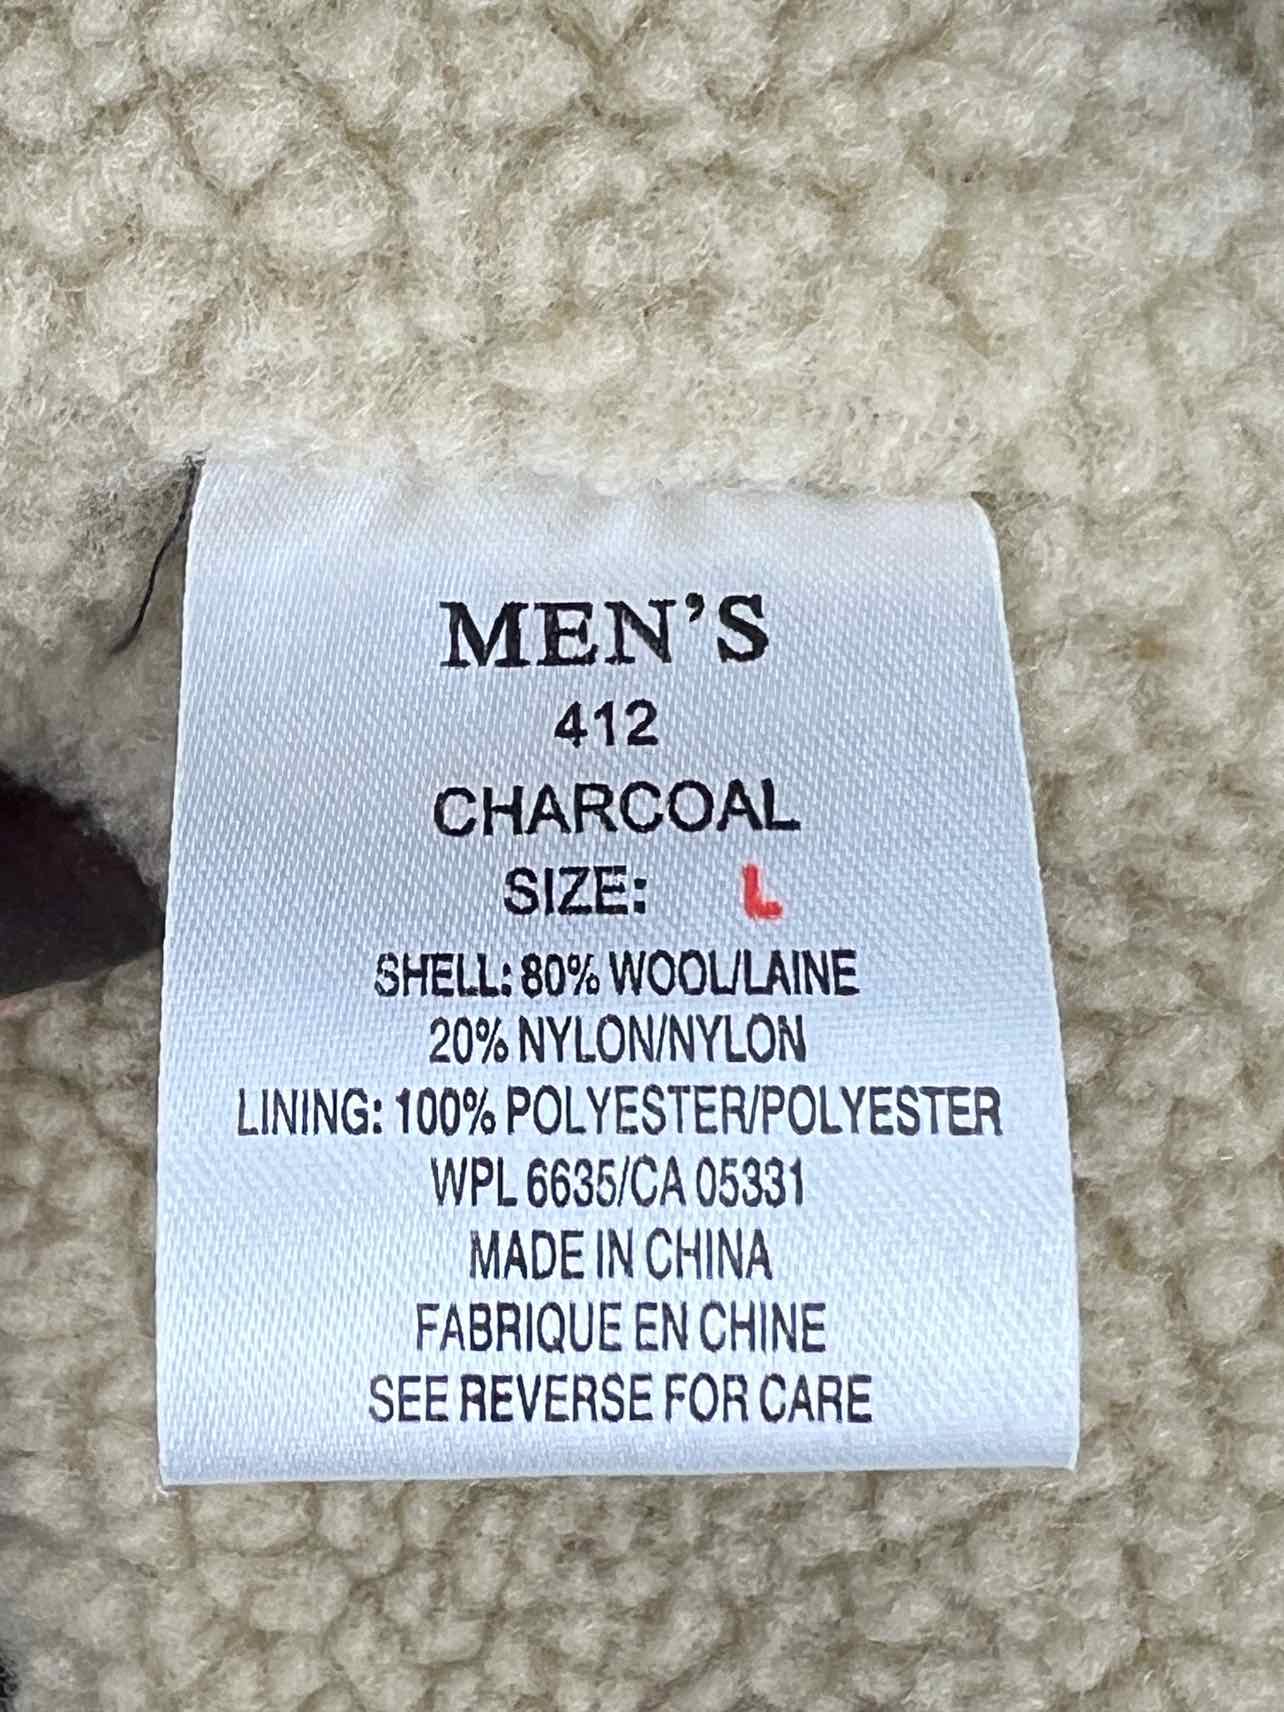 MEN'S
412
CHARCOAL
SIZE: L
SHELL: 80% WOOL/LAINE
20% NYLON/NYLON
LINING: 100% POLYESTER/POLYESTER
WPL 6635/CA 05331
MADE IN CHINA
FABRIQUE EN CHINE
SEE REVERSE FOR CARE